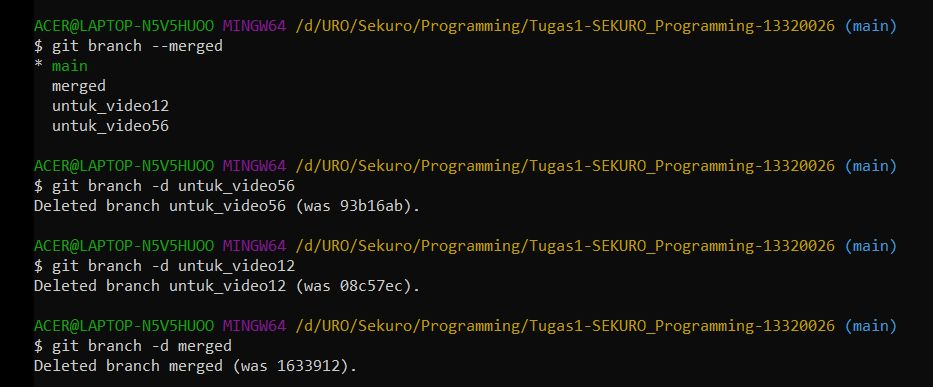 ACER@LAPTOP-N5V5HUOO MINGW64 /d/URO/Sekuro/Programming/Tugas1-SEKURO_Programming-13320026 (main)
$ git branch --merged
* main
  merged
  untuk_video12
  untuk_video56

ACER@LAPTOP-N5V5HUOO MINGW64 /d/URO/Sekuro/Programming/Tugas1-SEKURO_Programming-13320026 (main)
$ git branch -d untuk_video56
Deleted branch untuk_video56 (was 93b16ab).

ACER@LAPTOP-N5V5HUOO MINGW64 /d/URO/Sekuro/Programming/Tugas1-SEKURO_Programming-13320026 (main)
$ git branch -d untuk_video12
Deleted branch untuk_video12 (was 08c57ec).

ACER@LAPTOP-N5V5HUOO MINGW64 /d/URO/Sekuro/Programming/Tugas1-SEKURO_Programming-13320026 (main)
$ git branch -d merged
Deleted branch merged (was 1633912).